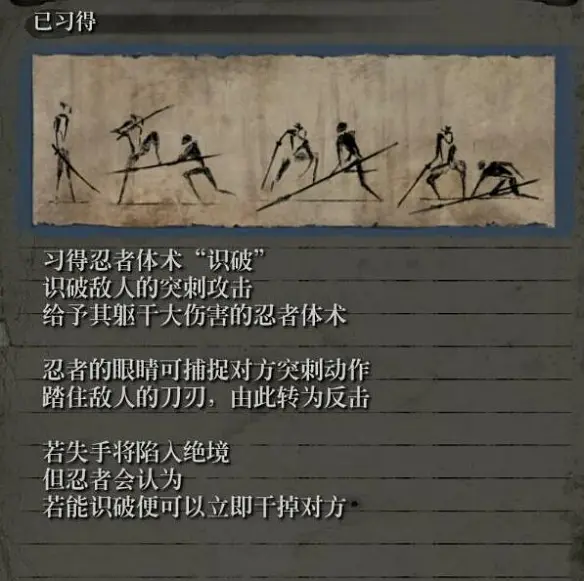 已习得
习得忍者体术“识破”
识破敌人的突刺攻击
给予其躯干大伤害的忍者体术
忍者的眼睛可捕捉对方突刺动作
踏住敌人的刀刃，由此转为反击
若失手将陷入绝境
但忍者会认为
若能识破便可以立即干掉对方